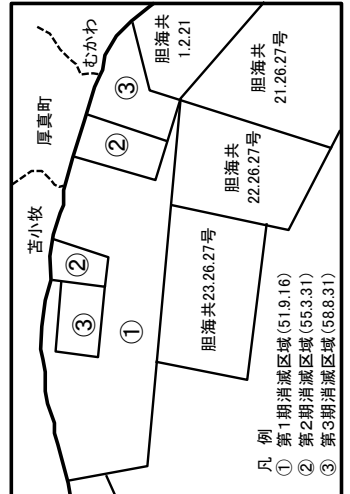 むかわ
厚真町
苫小牧
胆海共
1.2.21
③
②
②
③
①
胆海共
21.26.27号
胆海共
22.26.27号
胆海共23.26.27号
凡 例
① 第1期消滅区域(51.9.16)
② 第2期消滅区域(55.3.31)
③ 第3期消滅区域(58.8.31)